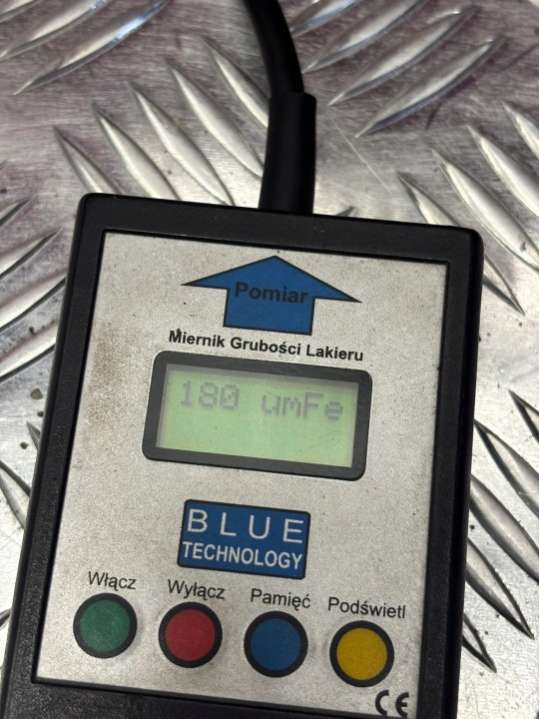 Pomiar
Miernik Grubości Lakieru
180 umFe
BLUE
TECHNOLOGY
Włącz Wyłącz Pamięć Podświetl
CE